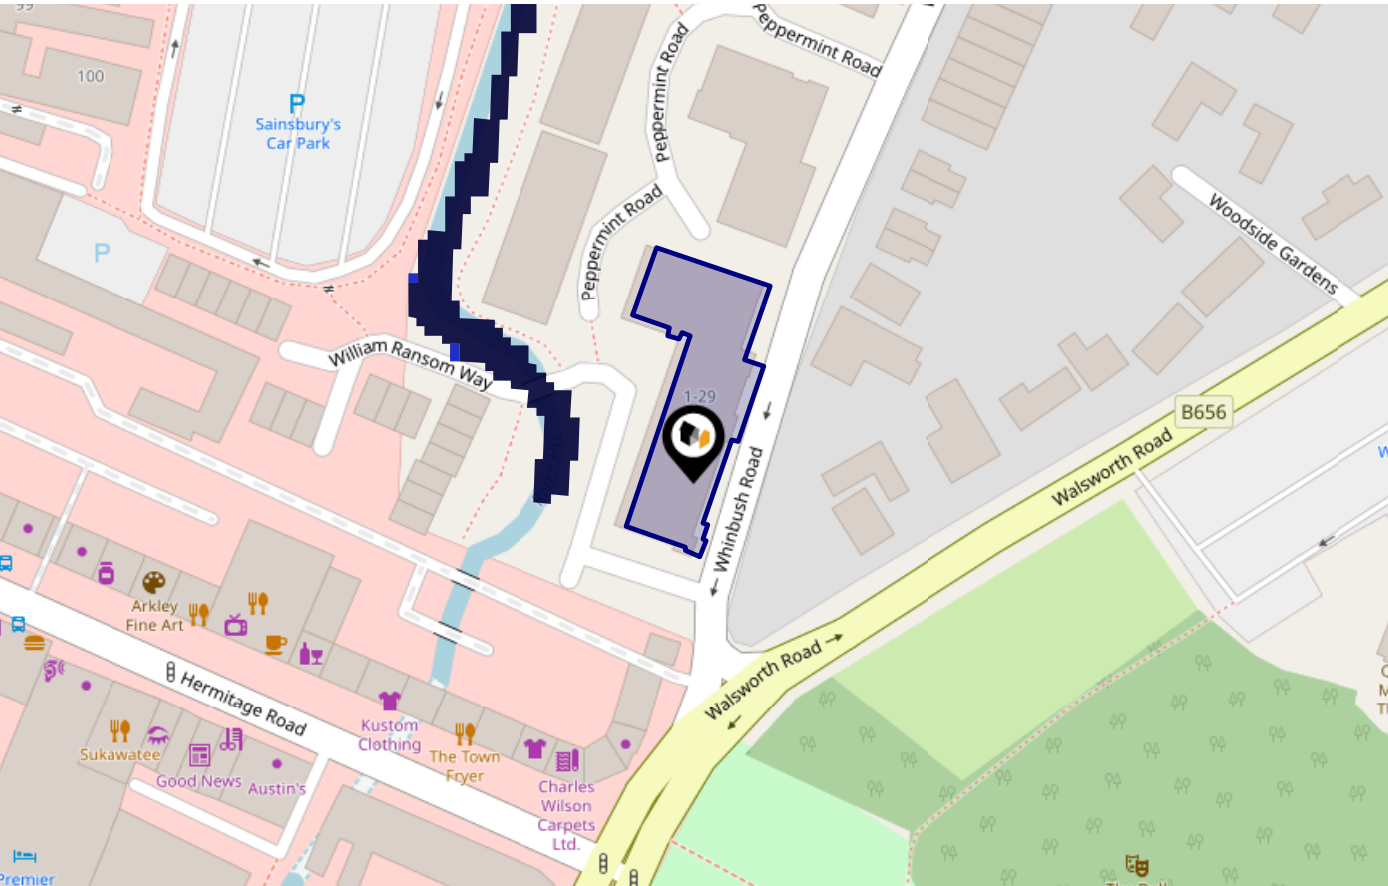 100
P
Sainsbury's
Car Park
Peppermint Road
Peppermint Road
Peppermint Road
Woodside Gardens
P
William Ransom Way
1-29
B656
Walsworth Road
Whinbush Road
Arkley
Fine Art
Walsworth Road
Hermitage Road
Kustom
Clothing
Sukawatee
The Town
Fryer
Good News
Austin's
Charles
Wilson
Carpets
Ltd.
Premier